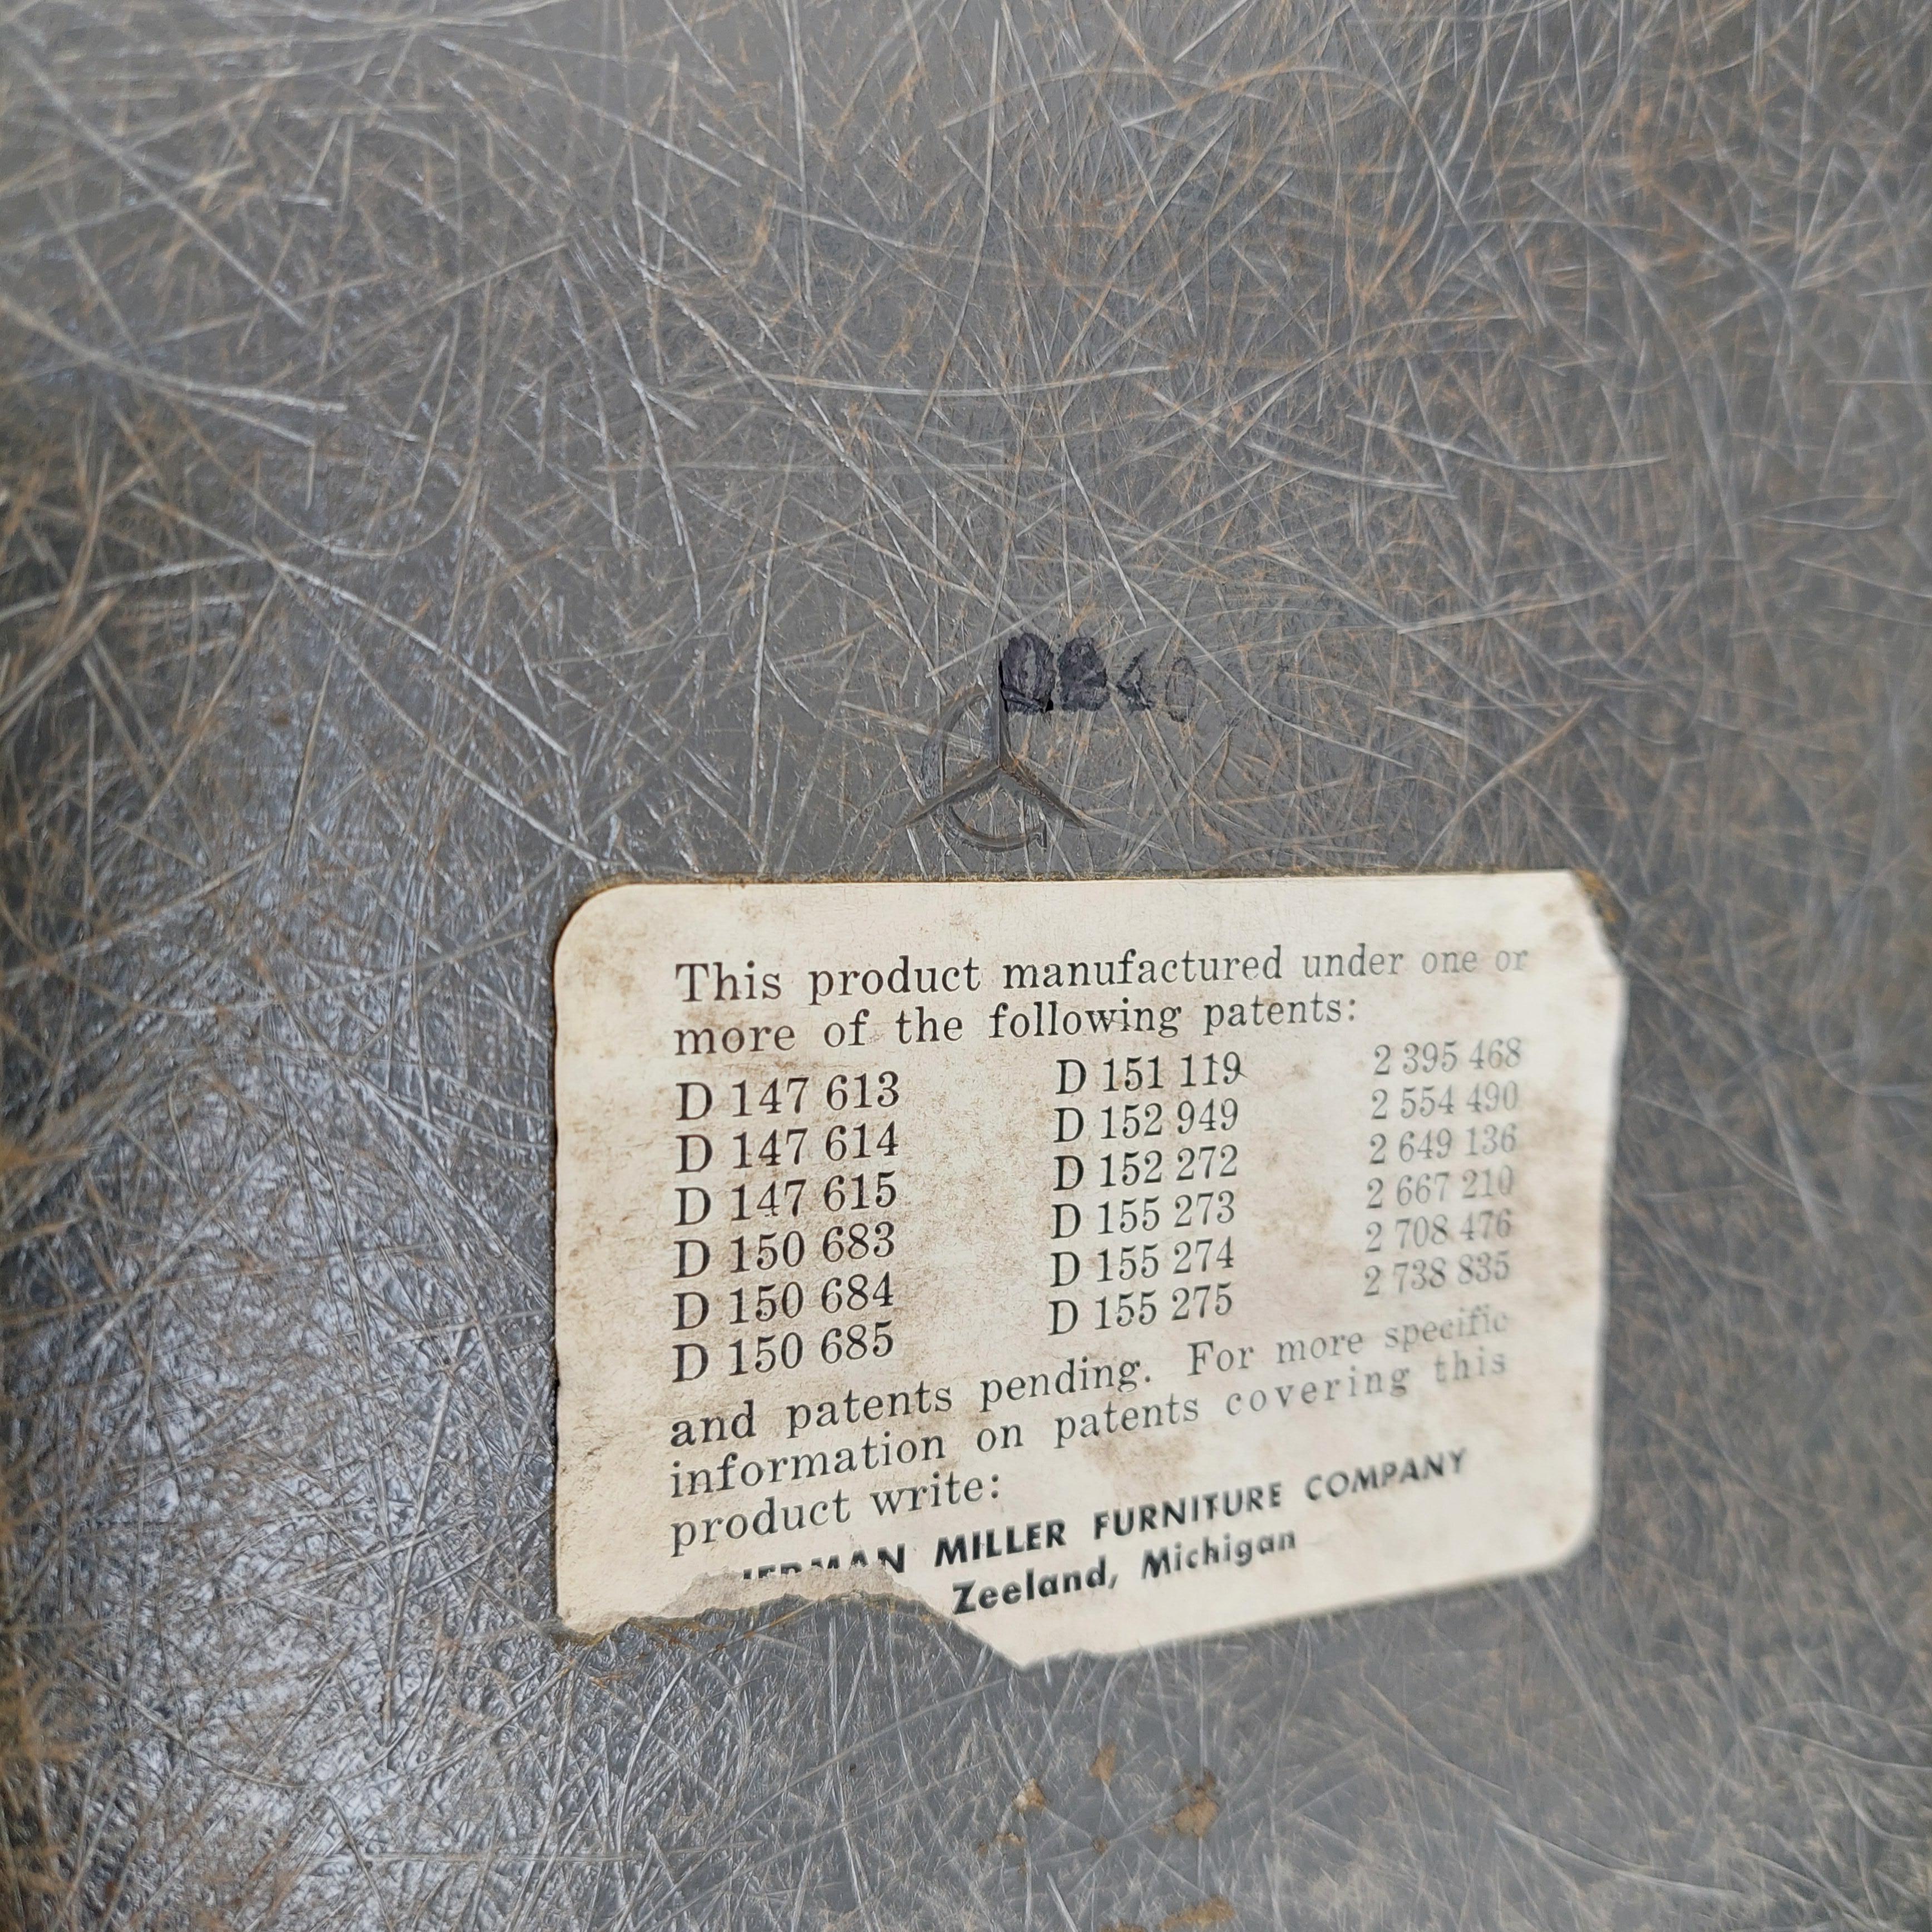 This product manufactured under one or
more of the following patents:
D 147 613 D 151 119 2 395 468
D 147 614 D 152 949 2 554 490
D 147 615 D 152 272 2 649 136
D 150 683 D 155 273 2 667 210
D 150 684 D 155 274 2 708 476
D 150 685 D 155 275 2 738 835
and patents pending. For more specific
information on patents covering this
product write:
HERMAN MILLER FURNITURE COMPANY
Zeeland, Michigan